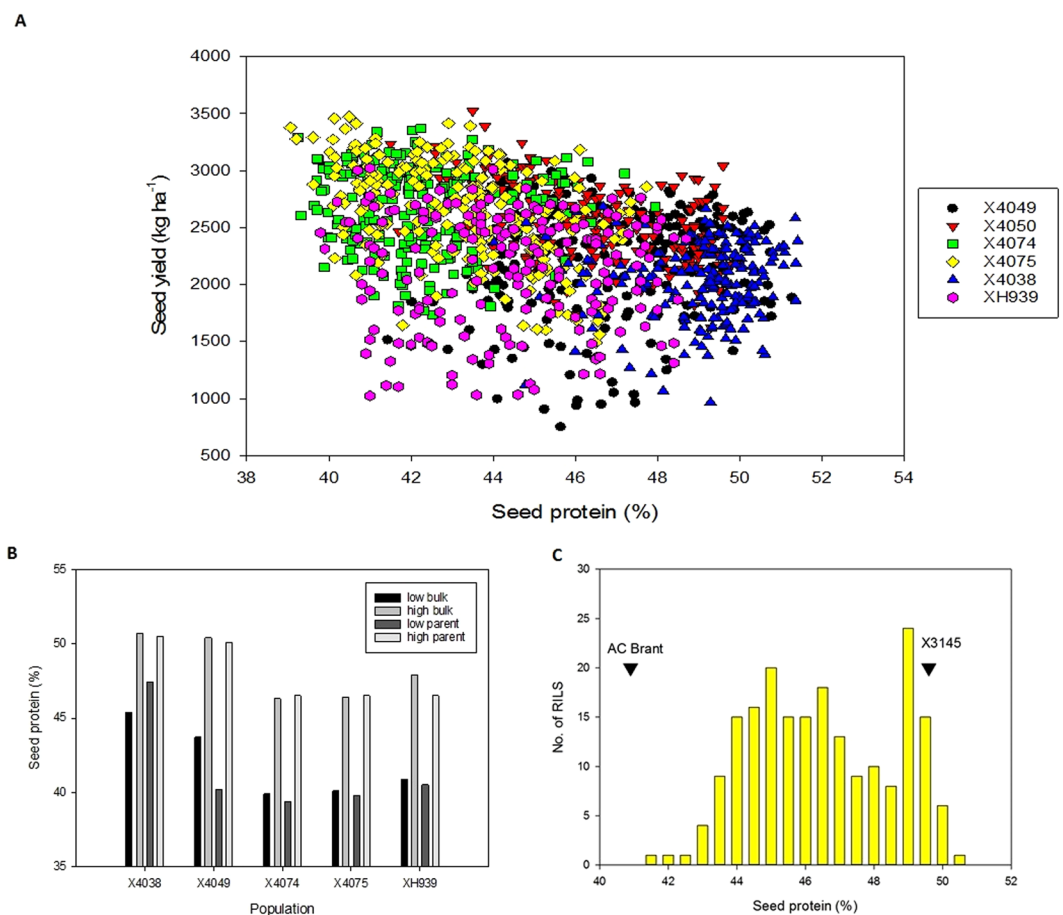 A
Seed yield (kg ha⁻¹)
4000
3500
3000
2500
2000
1500
1000
500
38
40
42
44
46
48
50
52
54
Seed protein (%)
X4049
X4050
X4074
X4075
X4038
XH939
B
Seed protein (%)
55
50
45
40
35
low bulk
high bulk
low parent
high parent
X4038
X4049
X4074
X4075
XH939
Population
C
No. of RILS
30
25
20
15
10
5
0
AC Brant
X3145
40
42
44
46
48
50
52
Seed protein (%)